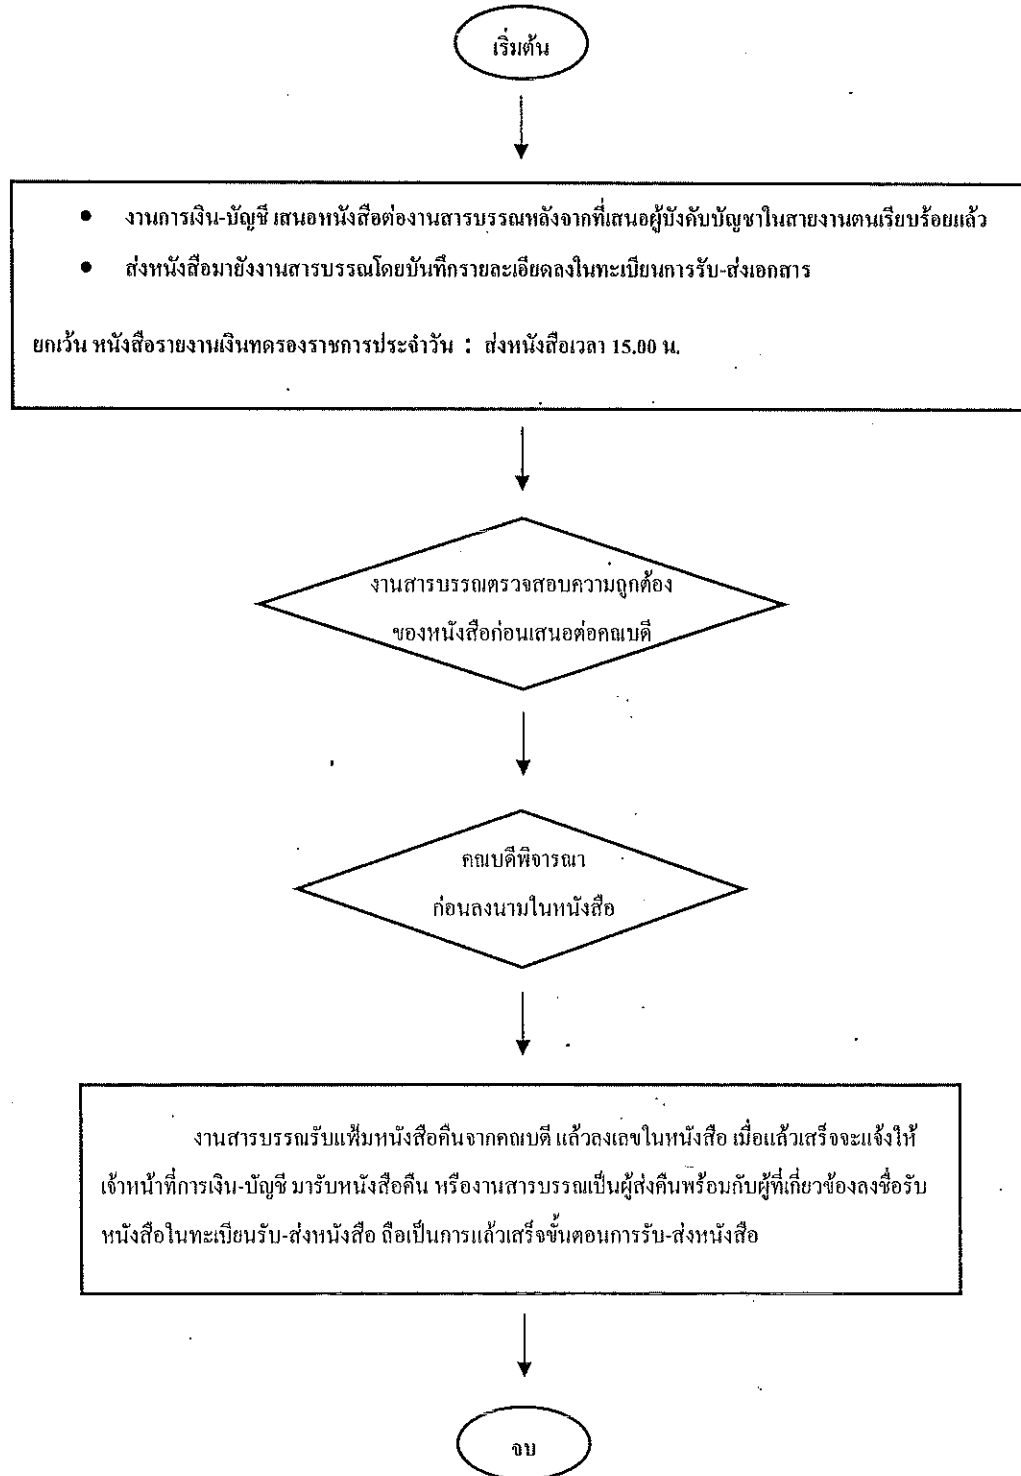 เริ่มต้น
• งานการเงิน-บัญชี เสนอหนังสือต่องานสารบรรณหลังจากที่เสนอผู้บังคับบัญชาในสายงานตนเรียบร้อยแล้ว
• ส่งหนังสือมายังงานสารบรรณโดยบันทึกรายละเอียดลงในทะเบียนการรับ-ส่งเอกสาร
ยกเว้น หนังสือรายงานเงินทดรองราชการประจำวัน : ส่งหนังสือเวลา 15.00 น.
งานสารบรรณตรวจสอบความถูกต้อง
ของหนังสือก่อนเสนอต่อคณบดี
คณบดีพิจารณา
ก่อนลงนามในหนังสือ
งานสารบรรณรับแฟ้มหนังสือคืนจากคณบดี แล้วลงเลขในหนังสือ เมื่อแล้วเสร็จจะแจ้งให้
เจ้าหน้าที่การเงิน-บัญชี มารับหนังสือคืน หรืองานสารบรรณเป็นผู้ส่งคืนพร้อมกับผู้ที่เกี่ยวข้องลงชื่อรับ
หนังสือในทะเบียนรับ-ส่งหนังสือ ถือเป็นการแล้วเสร็จขั้นตอนการรับ-ส่งหนังสือ
จบ